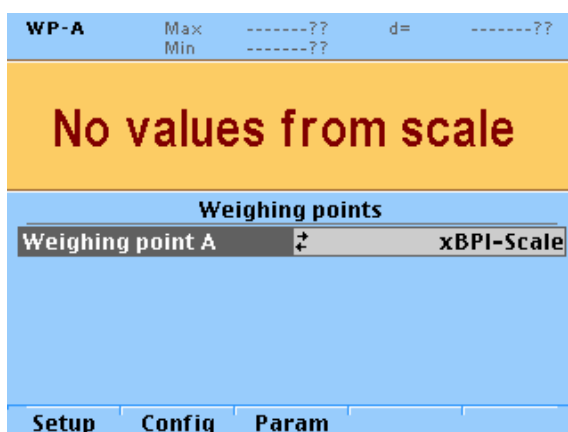 WP-A Max -------?? d= -------??
Min -------??
No values from scale
Weighing points
Weighing point A xBPI-Scale
Setup Config Param